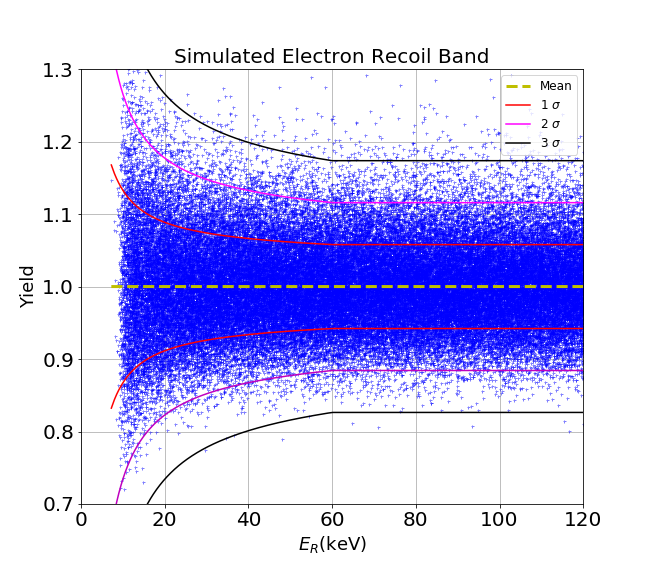 Simulated Electron Recoil Band
Mean
1 σ
2 σ
3 σ
1.3
1.2
1.1
1.0
0.9
0.8
0.7
Yield
0 20 40 60 80 100 120
E_R(keV)